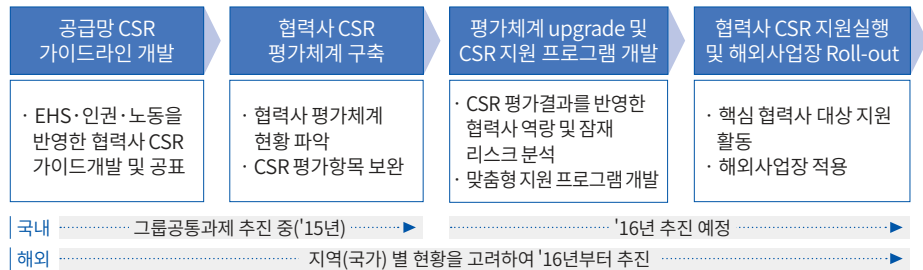 공급망 CSR
가이드라인 개발
협력사 CSR
평가체계 구축
평가체계 upgrade 및
CSR 지원 프로그램 개발
협력사 CSR 지원실행
및 해외사업장 Roll-out
· EHS·인권·노동을
반영한 협력사 CSR
가이드개발 및 공표
· 협력사 평가체계
현황 파악
· CSR 평가항목 보완
· CSR 평가결과를 반영한
협력사 역량 및 잠재
리스크 분석
· 맞춤형 지원 프로그램 개발
· 핵심 협력사 대상 지원
활동
· 해외사업장 적용
국내 그룹공통과제 추진 중('15년) '16년 추진 예정
해외 지역(국가) 별 현황을 고려하여 '16년부터 추진